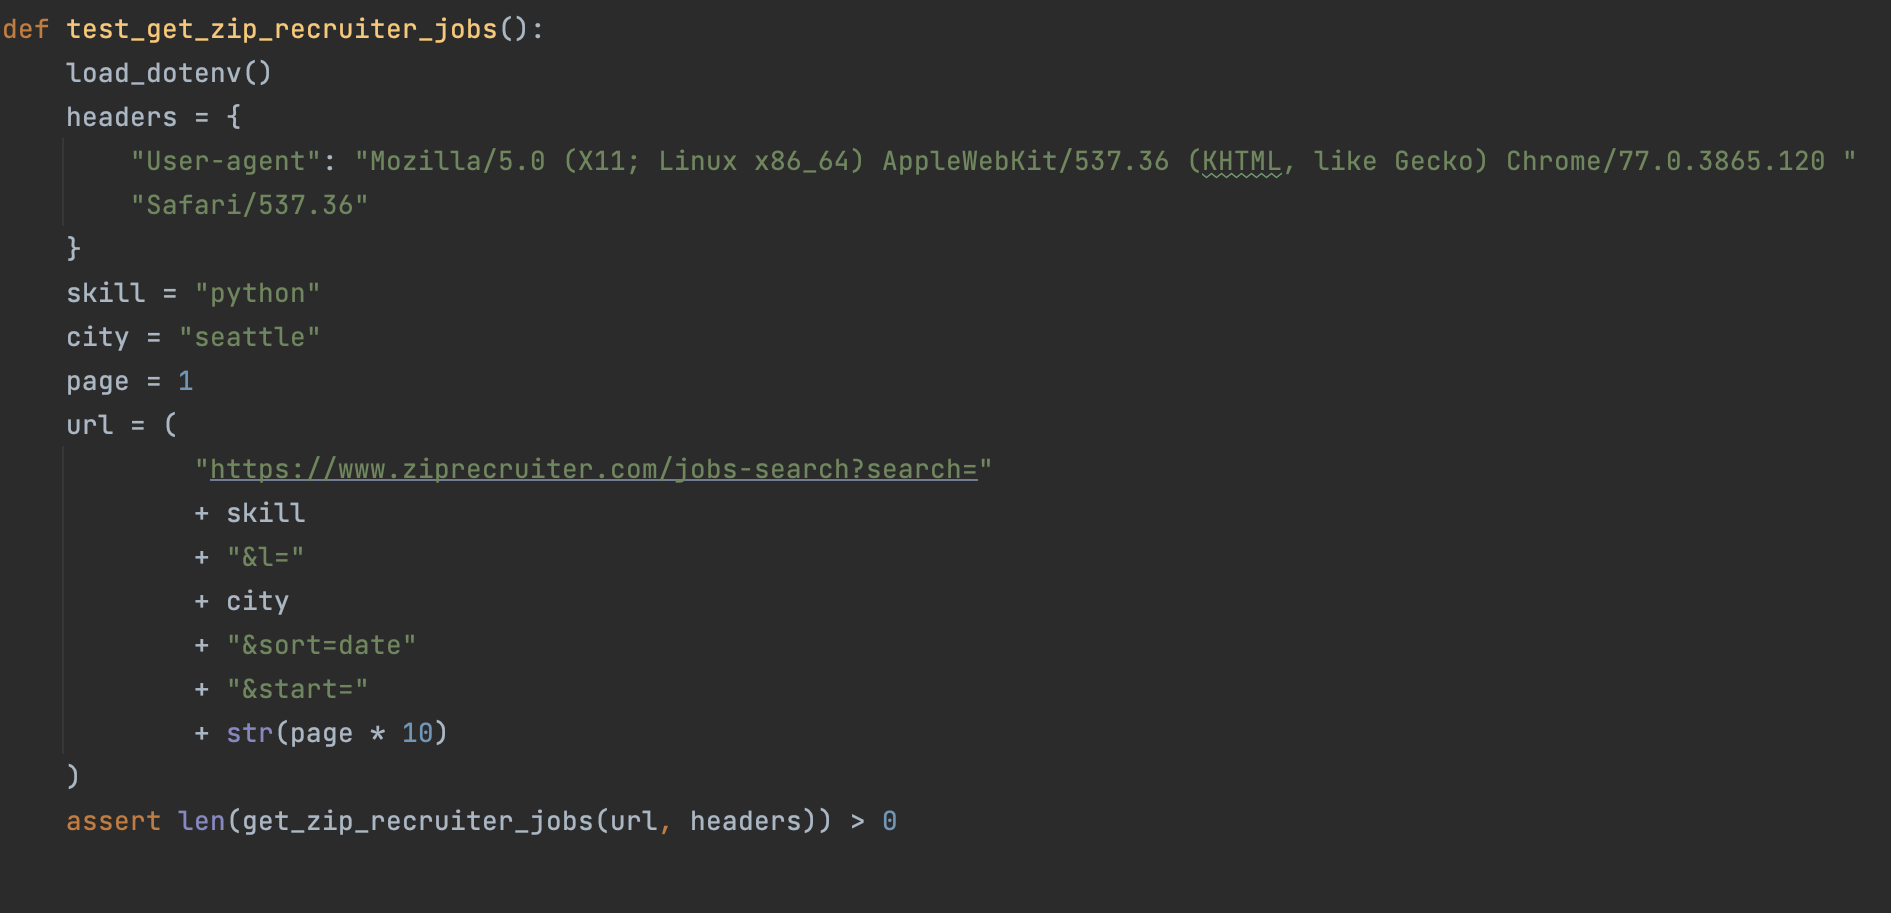 def test_get_zip_recruiter_jobs():
    load_dotenv()
    headers = {
        "User-agent": "Mozilla/5.0 (X11; Linux x86_64) AppleWebKit/537.36 (KHTML, like Gecko) Chrome/77.0.3865.120 "
        "Safari/537.36"
    }
    skill = "python"
    city = "seattle"
    page = 1
    url = (
            "https://www.ziprecruiter.com/jobs-search?search="
            + skill
            + "&l="
            + city
            + "&sort=date"
            + "&start="
            + str(page * 10)
    )
    assert len(get_zip_recruiter_jobs(url, headers)) > 0